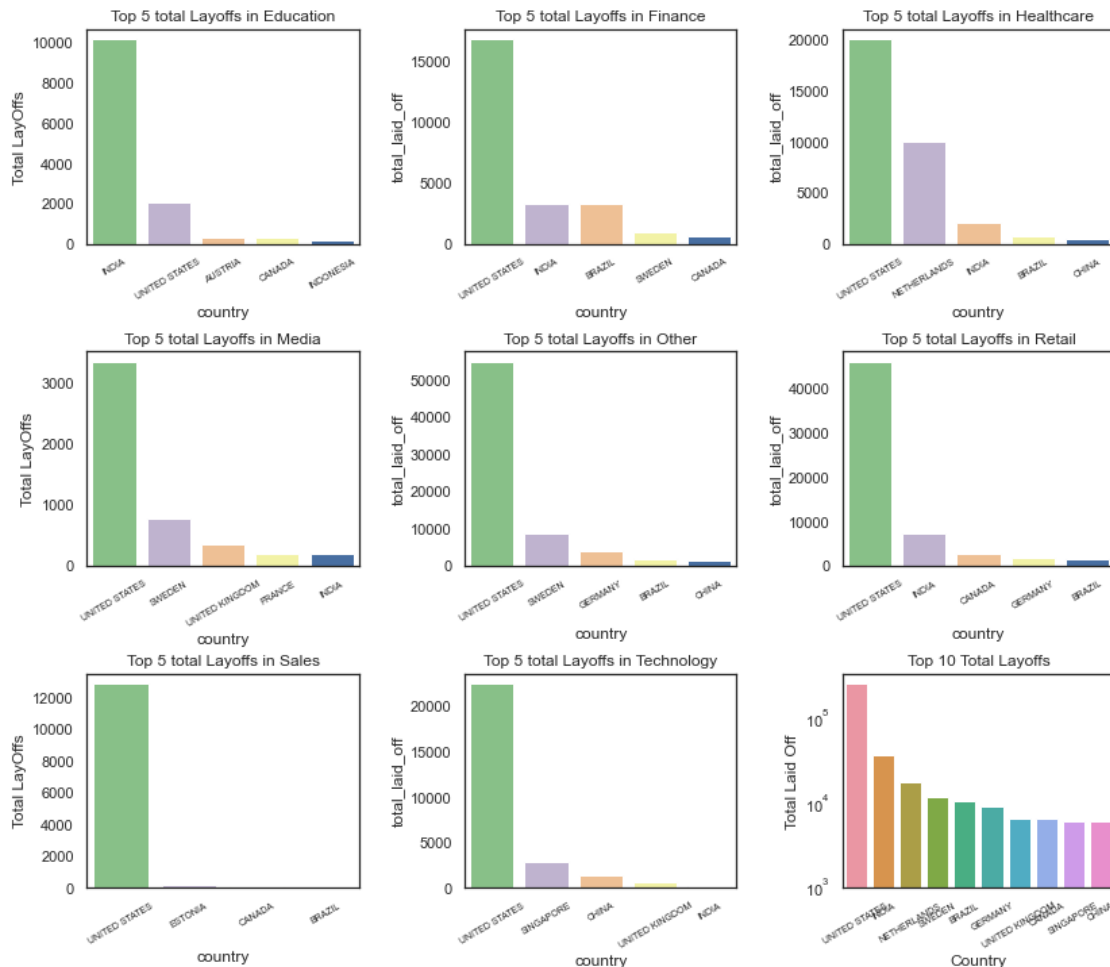 Top 5 total Layoffs in Education
Total LayOffs
10000
8000
6000
4000
2000
0
INDIA
UNITED STATES
AUSTRIA
CANADA
INDONESIA
country
Top 5 total Layoffs in Finance
total_laid_off
15000
10000
5000
0
UNITED STATES
INDIA
BRAZIL
SWEDEN
CANADA
country
Top 5 total Layoffs in Healthcare
total_laid_off
20000
15000
10000
5000
0
UNITED STATES
NETHERLANDS
INDIA
BRAZIL
CHINA
country
Top 5 total Layoffs in Media
Total LayOffs
3000
2000
1000
0
UNITED STATES
SWEDEN
UNITED KINGDOM
FRANCE
INDIA
country
Top 5 total Layoffs in Other
total_laid_off
50000
40000
30000
20000
10000
0
UNITED STATES
SWEDEN
GERMANY
BRAZIL
CHINA
country
Top 5 total Layoffs in Retail
total_laid_off
40000
30000
20000
10000
0
UNITED STATES
INDIA
CANADA
GERMANY
BRAZIL
country
Top 5 total Layoffs in Sales
Total LayOffs
12000
10000
8000
6000
4000
2000
0
UNITED STATES
ESTONIA
CANADA
BRAZIL
country
Top 5 total Layoffs in Technology
total_laid_off
20000
15000
10000
5000
0
UNITED STATES
SINGAPORE
CHINA
UNITED KINGDOM
INDIA
country
Top 10 Total Layoffs
Total Laid Off
10⁵
10⁴
10³
UNITED STATES
INDIA
NETHERLANDS
SWEDEN
BRAZIL
GERMANY
UNITED KINGDOM
CANADA
SINGAPORE
CHINA
Country